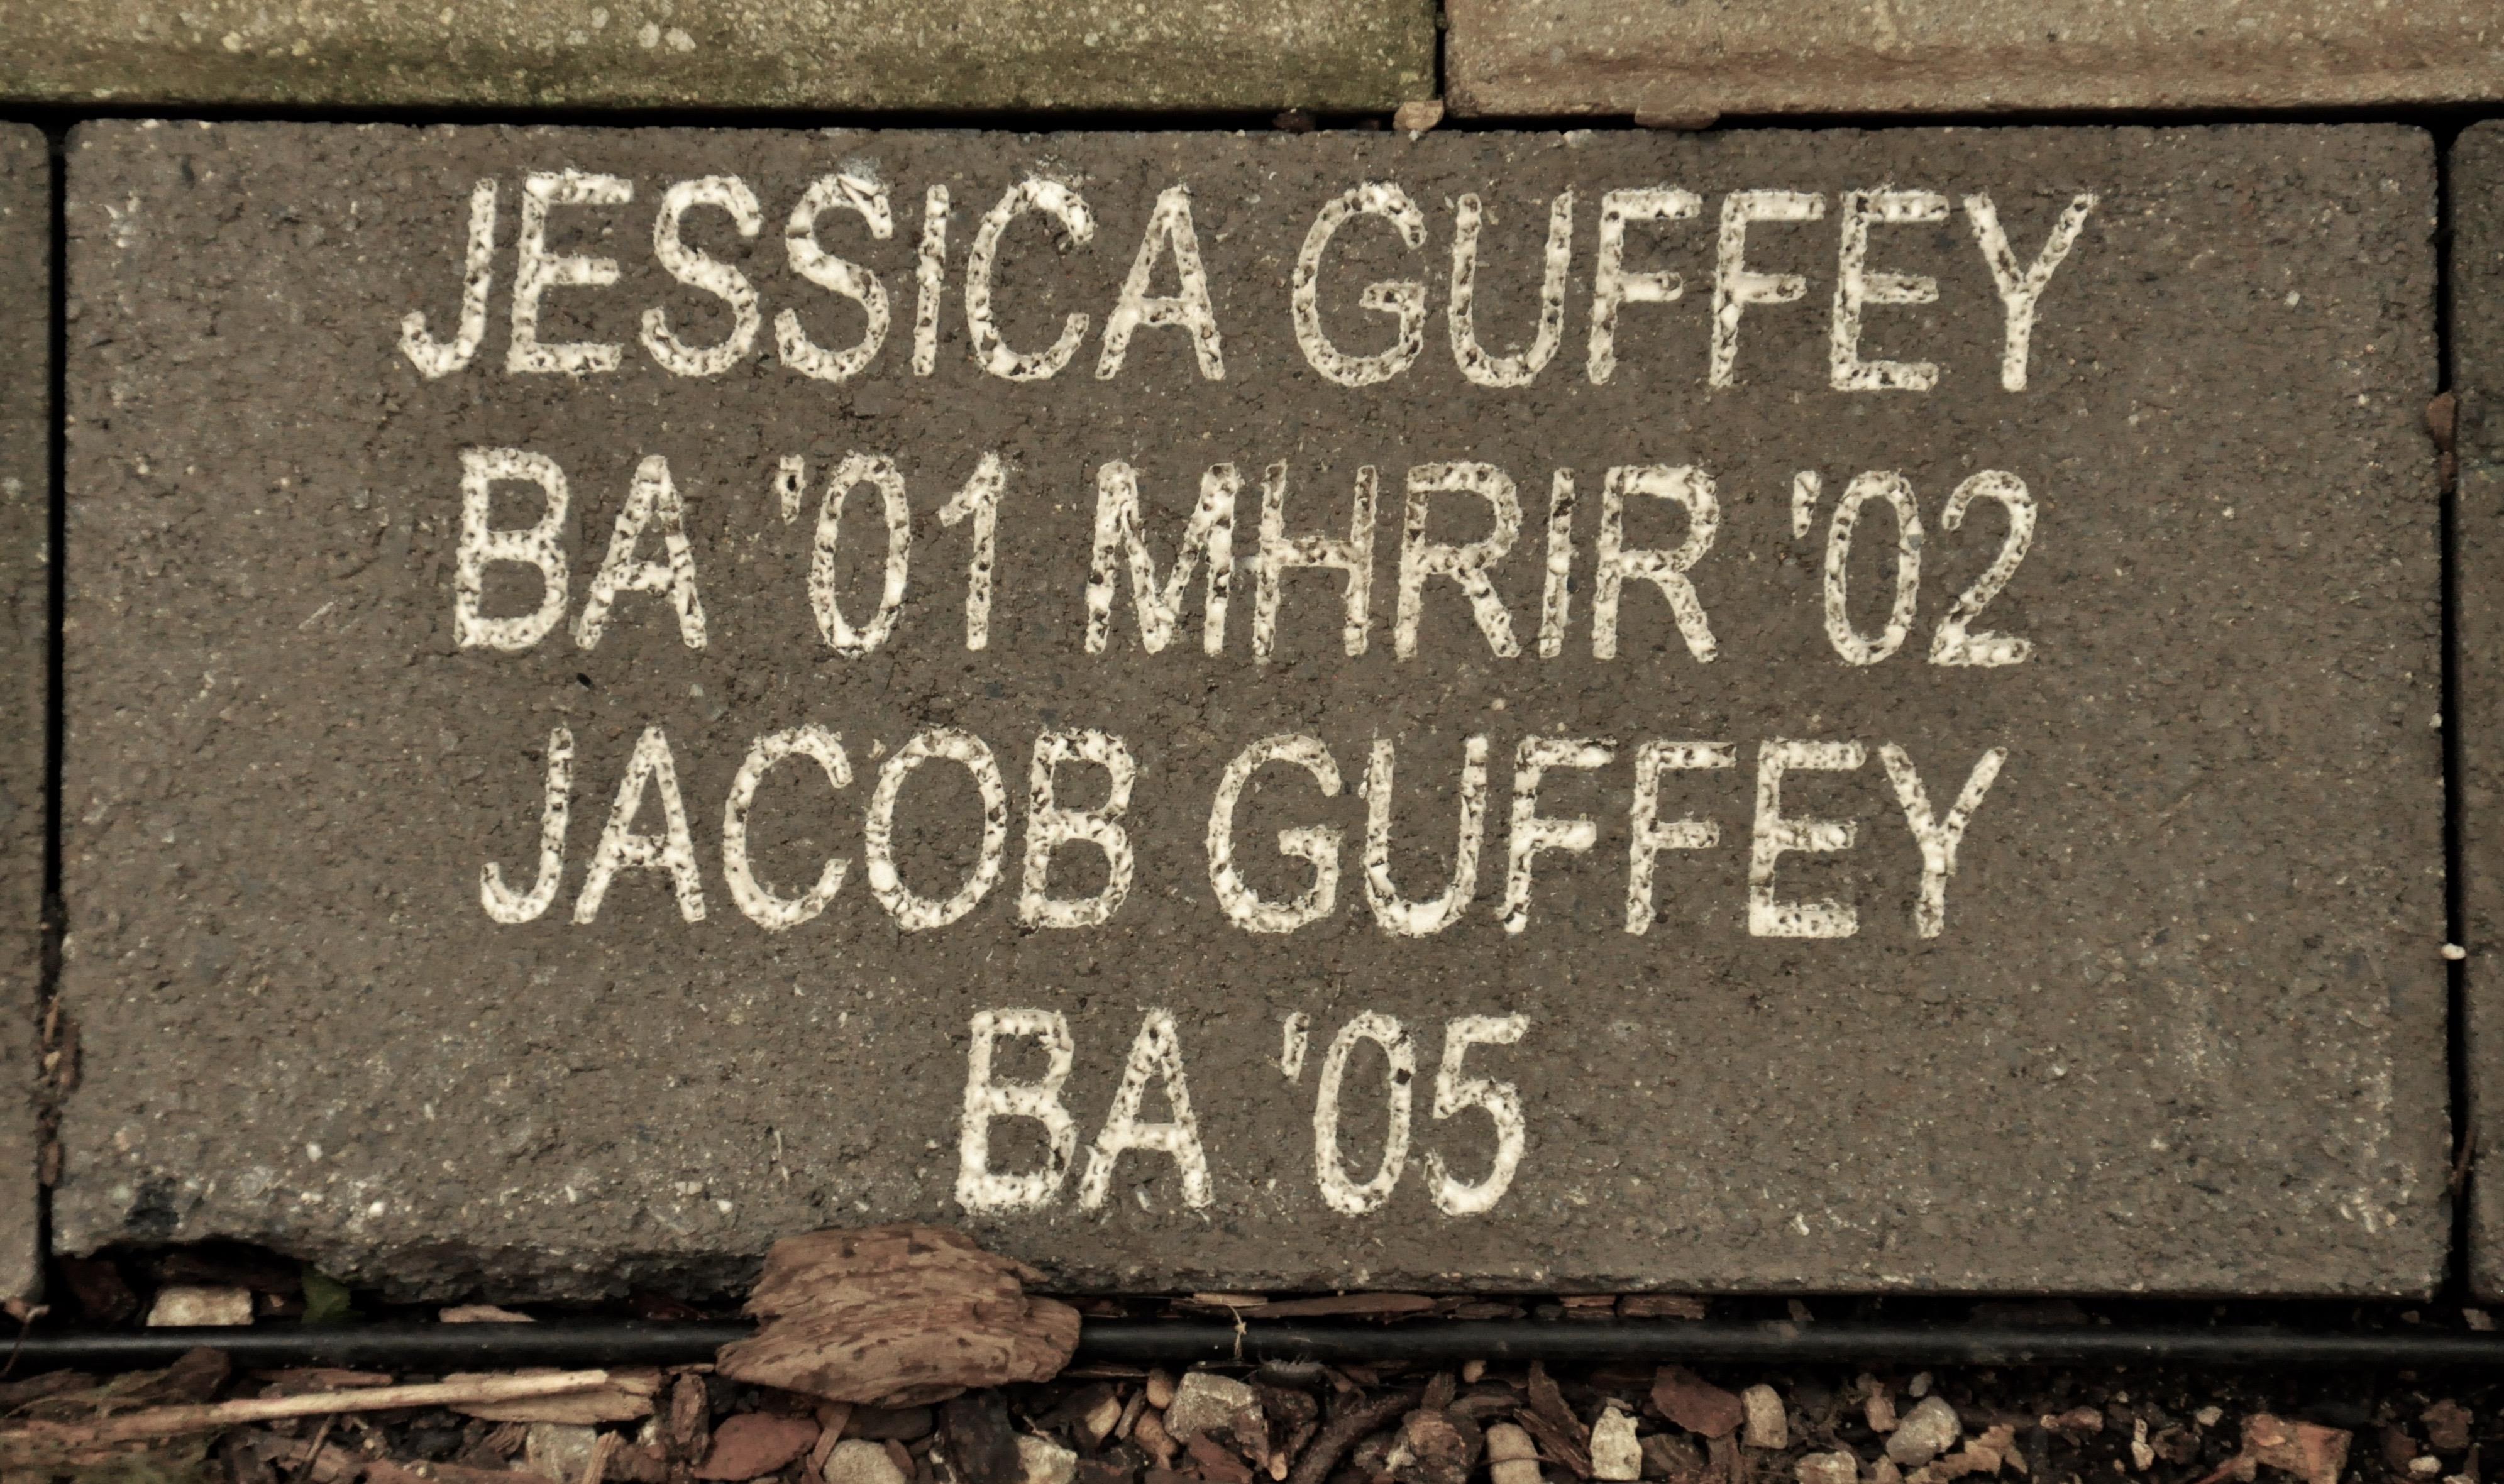 JESSICA GUFFEY
BA '01 MHRIR '02
JACOB GUFFEY
BA '05